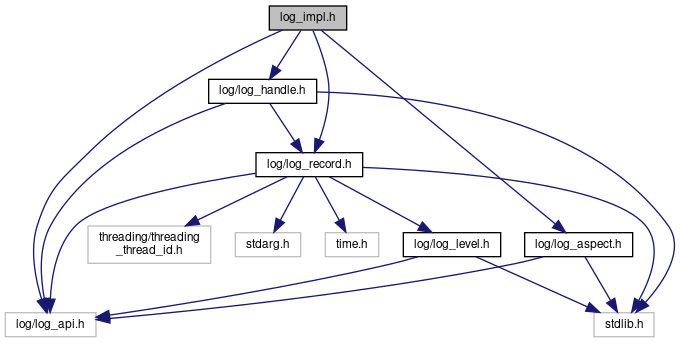 log_impl.h
log/log_handle.h
log/log_record.h
threading/threading
_thread_id.h
stdarg.h
time.h
log/log_level.h
log/log_aspect.h
log/log_api.h
stdlib.h